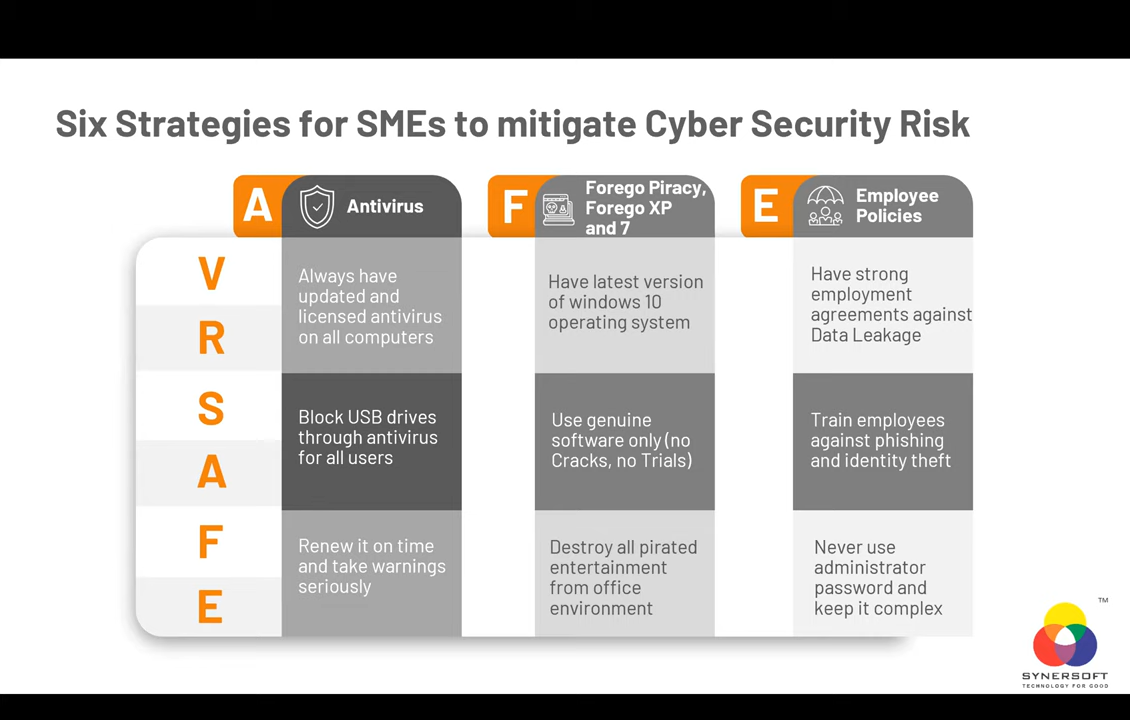 Six Strategies for SMEs to mitigate Cyber Security Risk
V
R
S
A
F
E
A
Antivirus
Always have
updated and
licensed antivirus
on all computers
Block USB drives
through antivirus
for all users
Renew it on time
and take warnings
seriously
F
Forego Piracy,
Forego XP
and 7
Have latest version
of windows 10
operating system
Use genuine
software only (no
Cracks, no Trials)
Destroy all pirated
entertainment
from office
environment
E
Employee
Policies
Have strong
employment
agreements against
Data Leakage
Train employees
against phishing
and identity theft
Never use
administrator
password and
keep it complex
TM
SYNERSOFT
TECHNOLOGY FOR GOOD